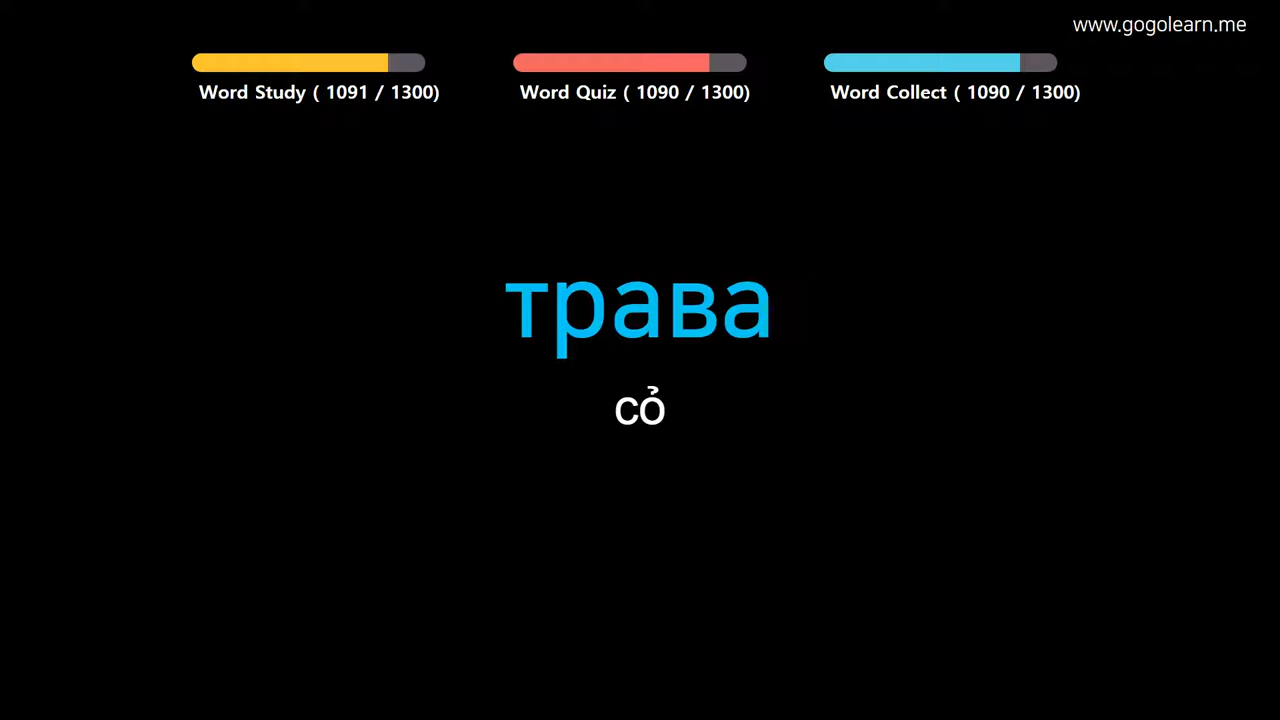 www.gogolearn.me
Word Study ( 1091 / 1300)
Word Quiz ( 1090 / 1300)
Word Collect ( 1090 / 1300)
трава
cỏ